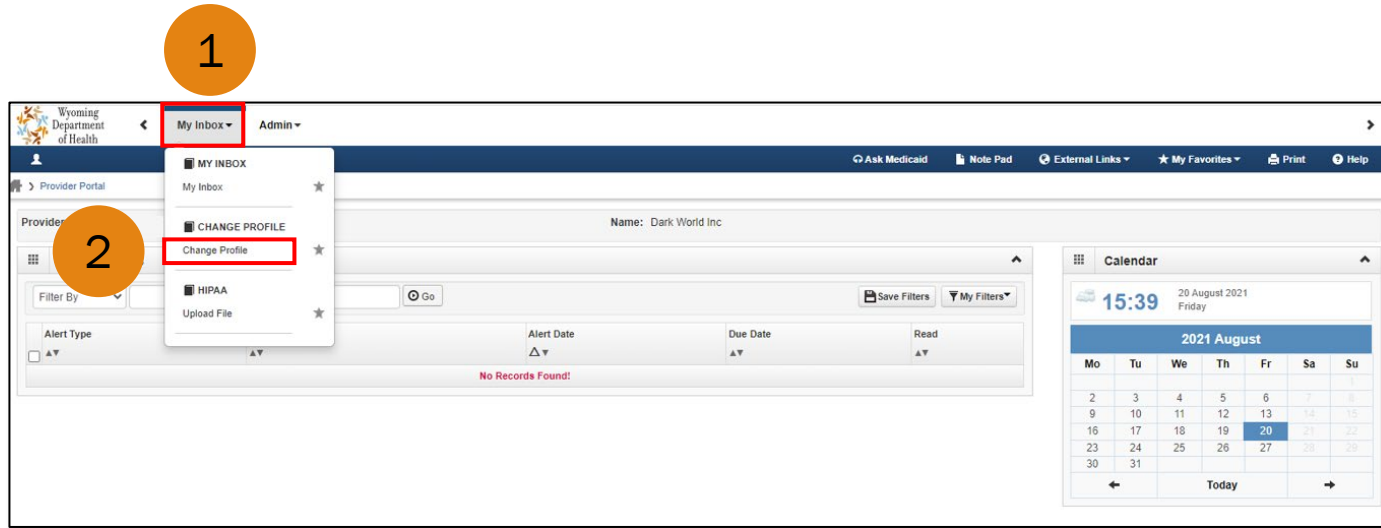 1
Wyoming
Department
of Health
My Inbox
Admin
MY INBOX
My Inbox
CHANGE PROFILE
Change Profile
HIPAA
Upload File
2
Ask Medicaid Note Pad External Links My Favorites Print Help
Provider Portal
Provider
Name: Dark World Inc
Filter By
Go
Save Filters
My Filters
Alert Type
Alert Date
Due Date
Read
No Records Found!
Calendar
15:39
20 August 2021
Friday
2021 August
Mo Tu We Th Fr Sa Su
1
2 3 4 5 6 7 8
9 10 11 12 13 14 15
16 17 18 19 20 21 22
23 24 25 26 27 28 29
30 31
Today